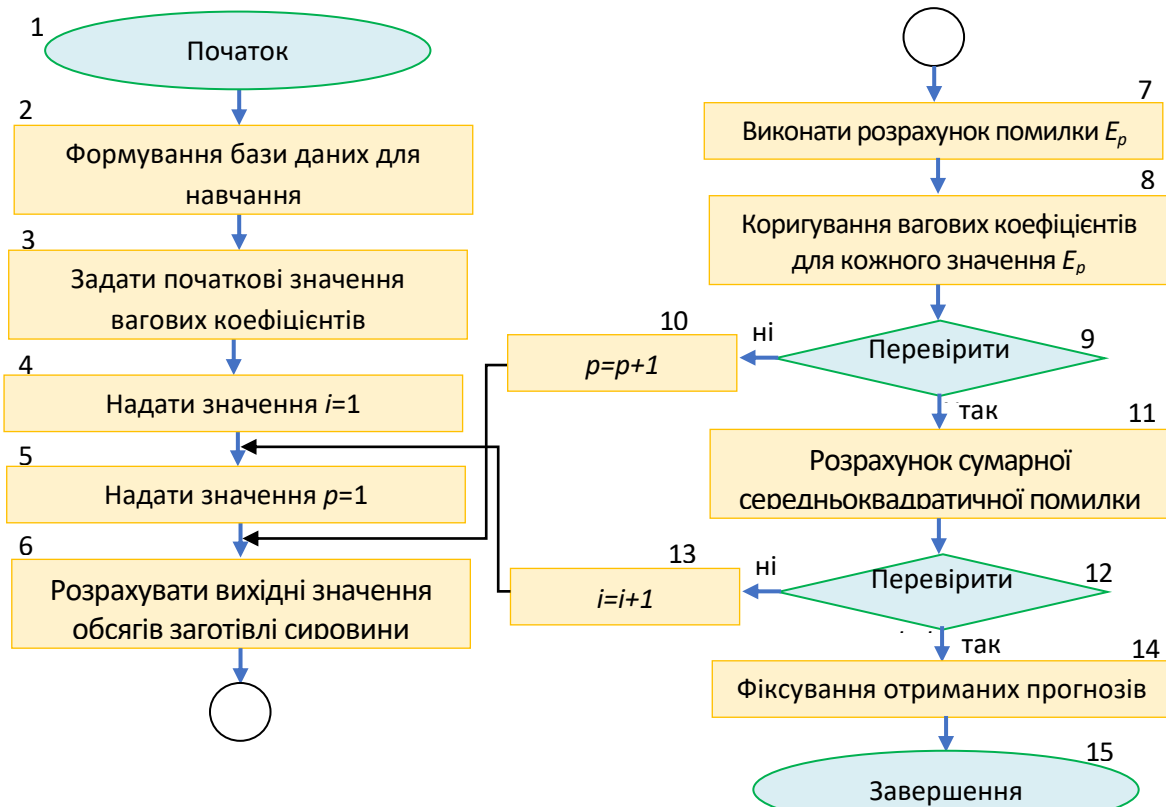 1
Початок
2
Формування бази даних для
навчання
3
Задати початкові значення
вагових коефіцієнтів
4
Надати значення i=1
5
Надати значення p=1
6
Розрахувати вихідні значення
обсягів заготівлі сировини
7
Виконати розрахунок помилки Ep
8
Коригування вагових коефіцієнтів
для кожного значення Ep
9
Перевірити
ні
10
p=p+1
так
11
Розрахунок сумарної
середньоквадратичної помилки
12
Перевірити
ні
13
i=i+1
так
14
Фіксування отриманих прогнозів
15
Завершення